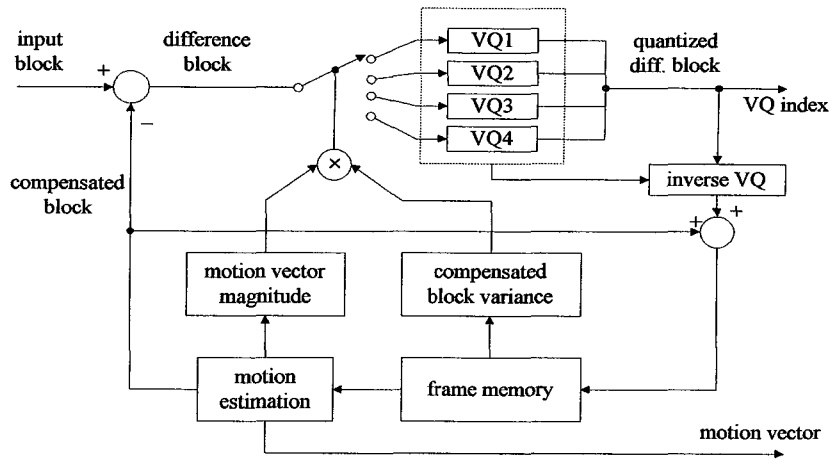 input
block
difference
block
VQ1
VQ2
VQ3
VQ4
quantized
diff. block
VQ index
+
−
×
compensated
block
inverse VQ
+
+
motion vector
magnitude
compensated
block variance
motion
estimation
frame memory
motion vector